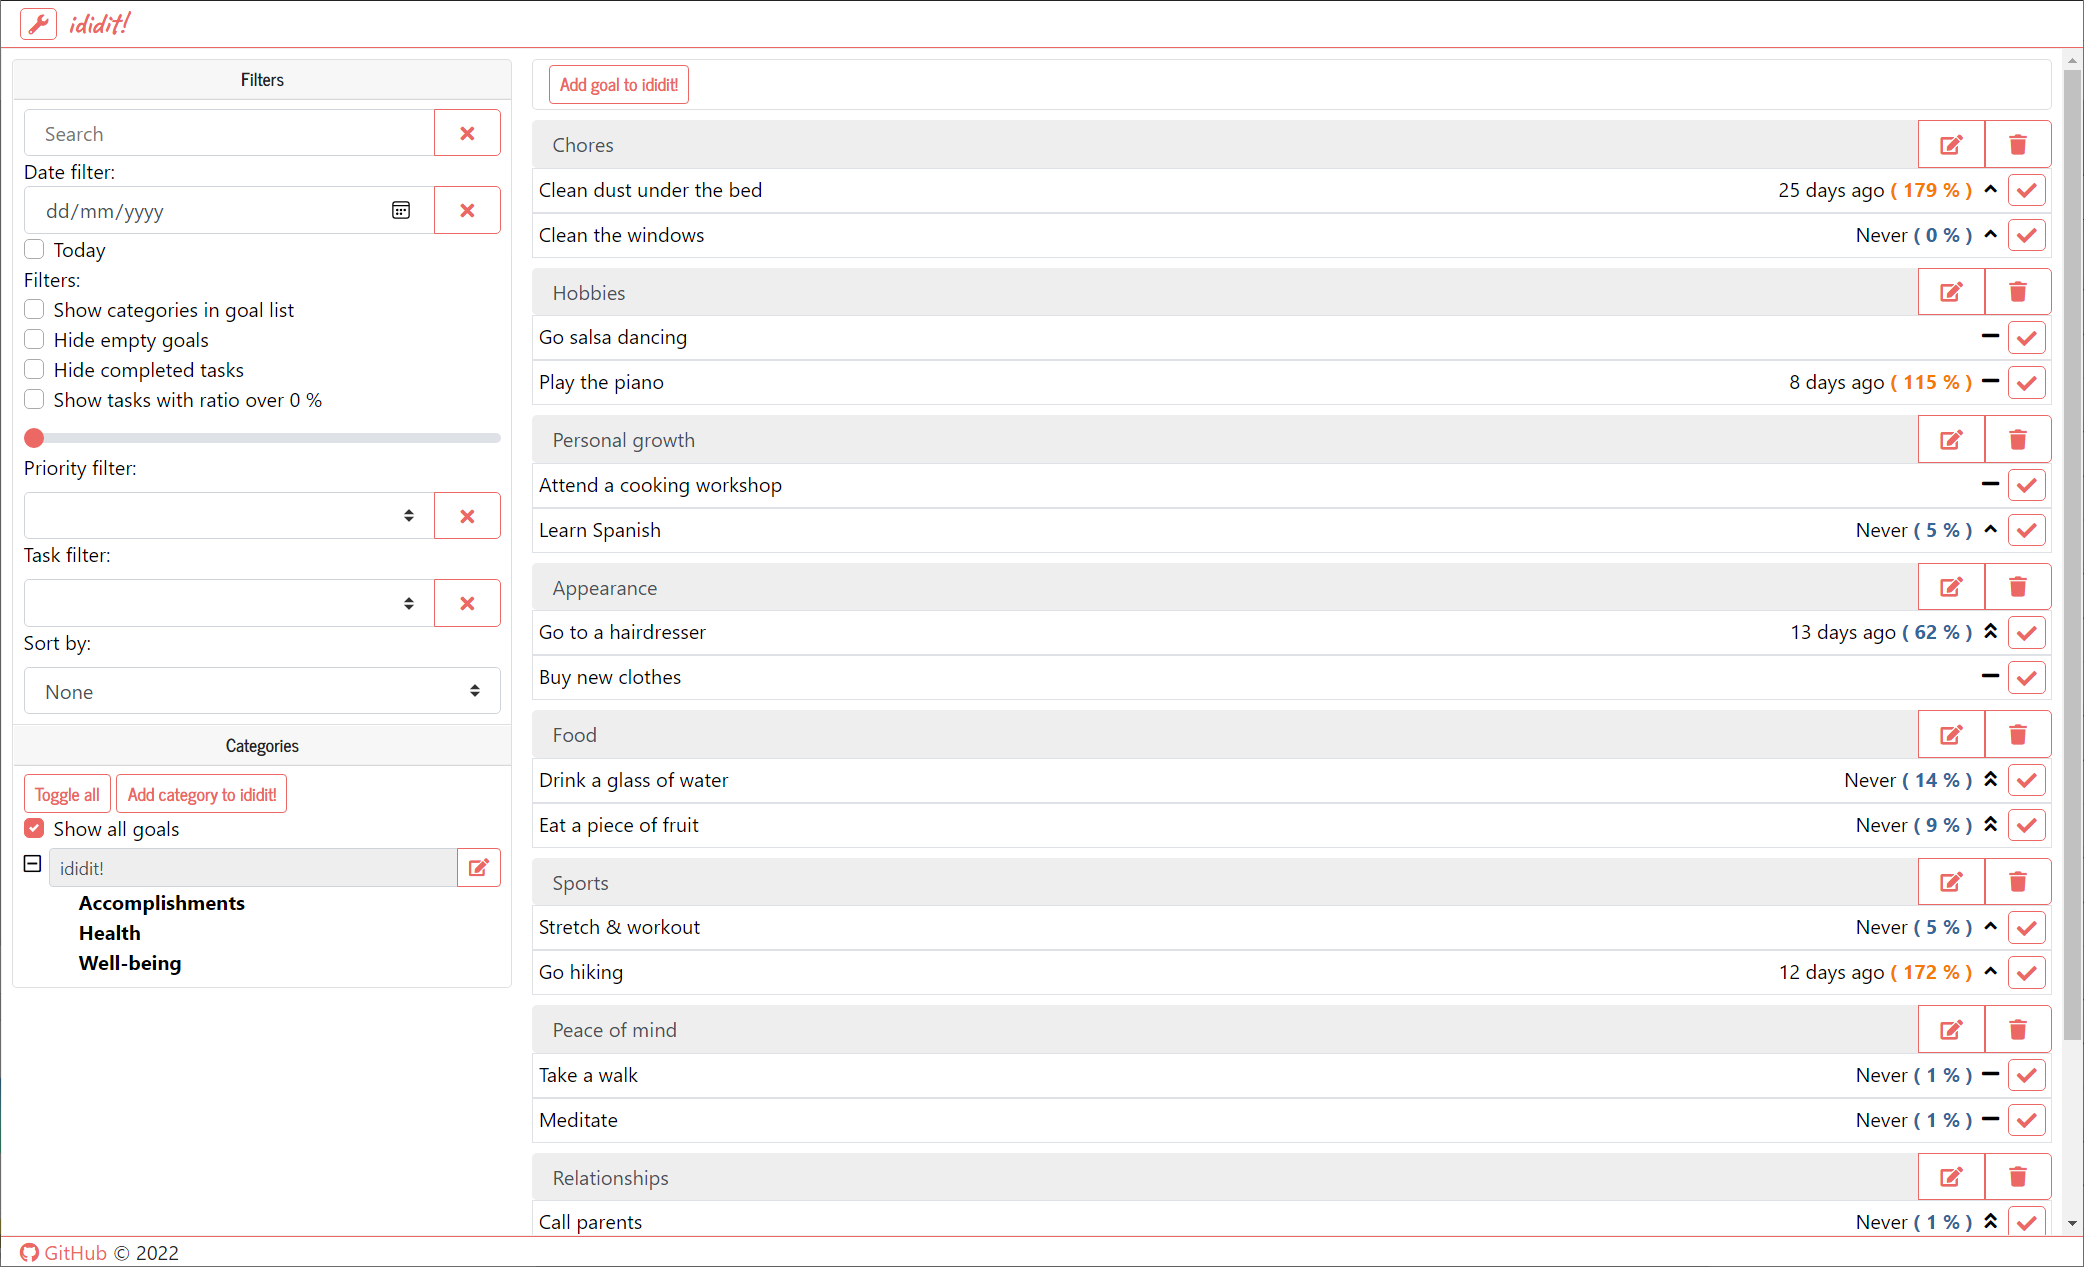 ididit!
Filters
Search
Date filter:
dd/mm/yyyy
Today
Filters:
Show categories in goal list
Hide empty goals
Hide completed tasks
Show tasks with ratio over 0 %
Priority filter:
Task filter:
Sort by:
None
Categories
Toggle all
Add category to ididit!
Show all goals
ididit!
Accomplishments
Health
Well-being
Add goal to ididit!
Chores
Clean dust under the bed 25 days ago ( 179 % )
Clean the windows Never ( 0 % )
Hobbies
Go salsa dancing
Play the piano 8 days ago ( 115 % )
Personal growth
Attend a cooking workshop
Learn Spanish Never ( 5 % )
Appearance
Go to a hairdresser 13 days ago ( 62 % )
Buy new clothes
Food
Drink a glass of water Never ( 14 % )
Eat a piece of fruit Never ( 9 % )
Sports
Stretch & workout Never ( 5 % )
Go hiking 12 days ago ( 172 % )
Peace of mind
Take a walk Never ( 1 % )
Meditate Never ( 1 % )
Relationships
Call parents Never ( 1 % )
GitHub © 2022